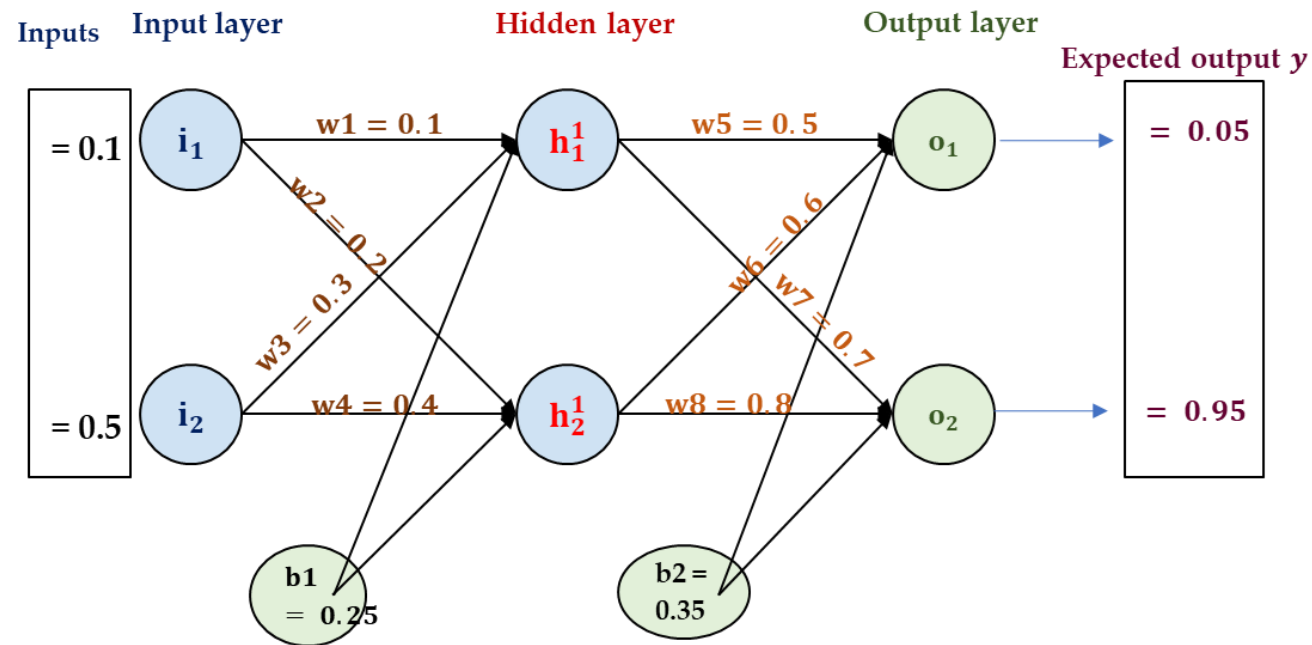 Inputs
Input layer
Hidden layer
Output layer
Expected output y
= 0.1
i₁
w1 = 0.1
h₁¹
w5 = 0.5
o₁
= 0.05
w2 = 0.2
w3 = 0.3
w6 = 0.6
w7 = 0.7
= 0.5
i₂
w4 = 0.4
h₂¹
w8 = 0.8
o₂
= 0.95
b1
= 0.25
b2 =
0.35